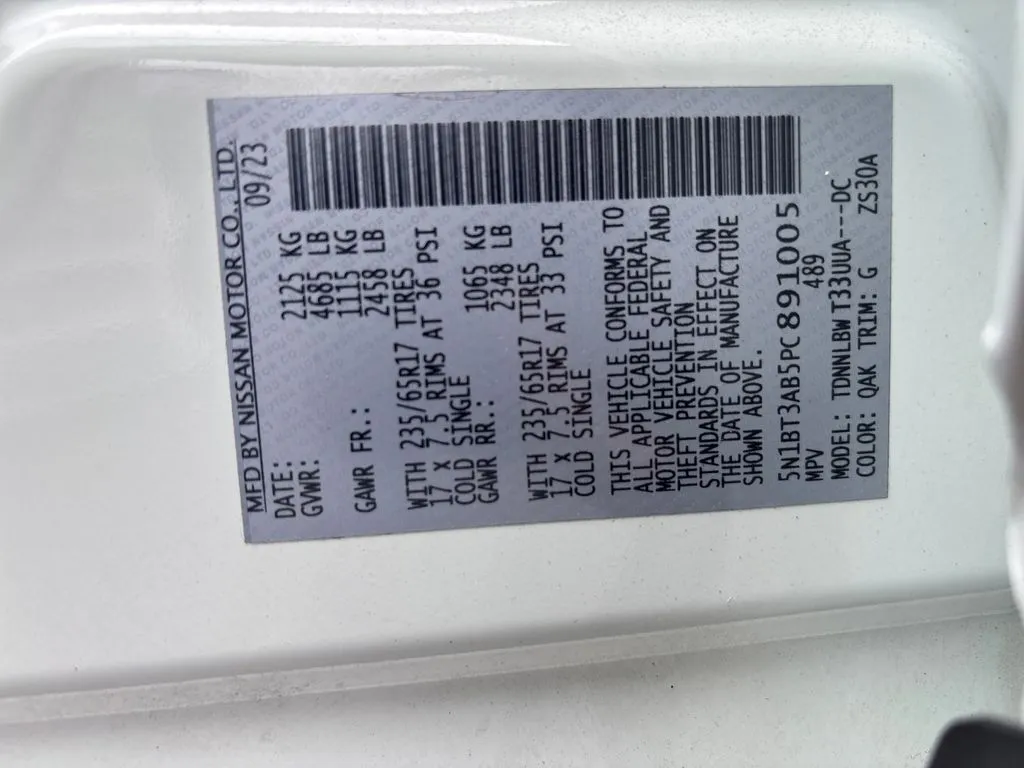 MFD BY NISSAN MOTOR CO., LTD.
DATE: 09/23
GVWR: 2125 KG
4685 LB
GAWR FR.: 1115 KG
2458 LB
WITH 235/65R17 TIRES
17 X 7.5 RIMS AT 36 PSI
COLD SINGLE
GAWR RR.: 1065 KG
2348 LB
WITH 235/65R17 TIRES
17 X 7.5 RIMS AT 33 PSI
COLD SINGLE
THIS VEHICLE CONFORMS TO
ALL APPLICABLE FEDERAL
MOTOR VEHICLE SAFETY AND
THEFT PREVENTION
STANDARDS IN EFFECT ON
THE DATE OF MANUFACTURE
SHOWN ABOVE.
5N1BT3AB5PC891005
MPV 489
MODEL: TDNNLBW T33UUA---DC
COLOR: QAK TRIM: G ZS30A